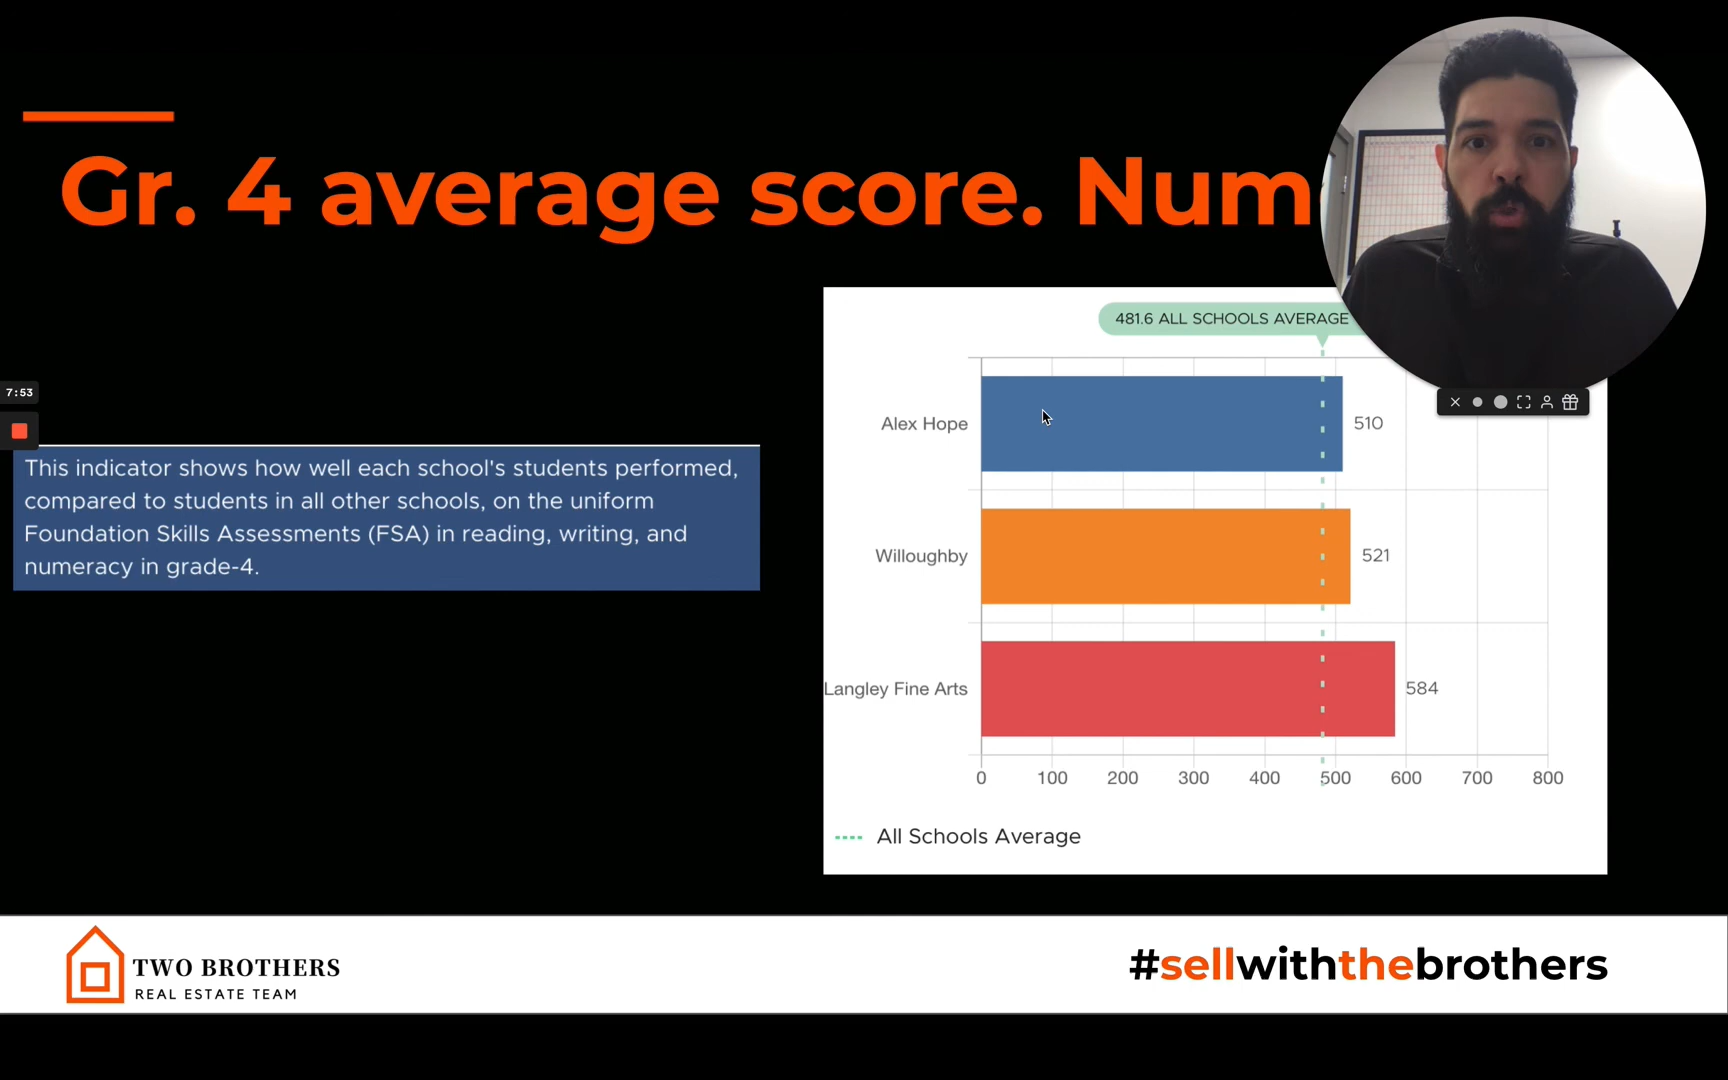 Gr. 4 average score. Num
481.6 ALL SCHOOLS AVERAGE
7:53
This indicator shows how well each school's students performed,
compared to students in all other schools, on the uniform
Foundation Skills Assessments (FSA) in reading, writing, and
numeracy in grade-4.
Alex Hope
510
Willoughby
521
Langley Fine Arts
584
0 100 200 300 400 500 600 700 800
All Schools Average
TWO BROTHERS
REAL ESTATE TEAM
#sellwiththebrothers